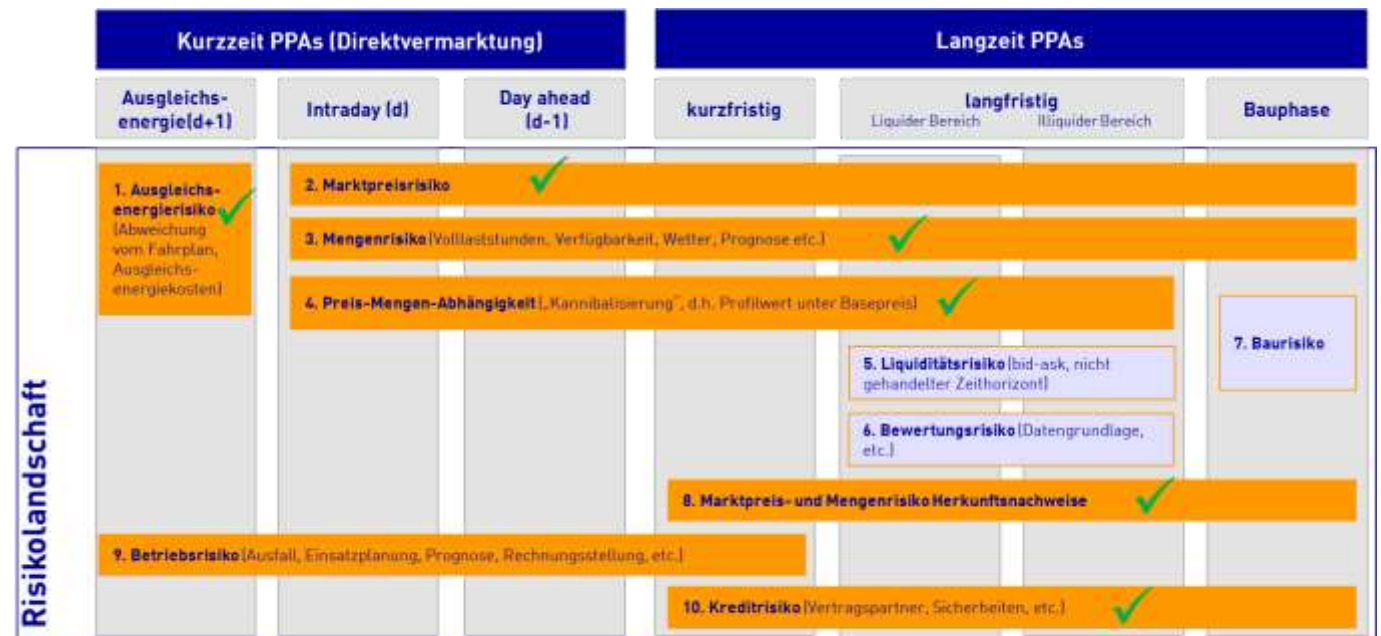 Kurzzeit PPAs (Direktvermarktung)
Langzeit PPAs
Ausgleichs-
energie(d+1)
Intraday (d)
Day ahead
(d-1)
kurzfristig
langfristig
Liquider Bereich
Illiquider Bereich
Bauphase
Risikolandschaft
1. Ausgleichs-
energierisiko
(Abweichung
vom Fahrplan,
Ausgleichs-
energiekosten)
2. Marktpreisrisiko
3. Mengenrisiko (Volllaststunden, Verfügbarkeit, Wetter, Prognose etc.)
4. Preis-Mengen-Abhängigkeit („Kannibalisierung", d.h. Profilwert unter Basepreis)
5. Liquiditätsrisiko (bid-ask, nicht
gehandelter Zeithorizont)
6. Bewertungsrisiko (Datengrundlage,
etc.)
7. Baurisiko
8. Marktpreis- und Mengenrisiko Herkunftsnachweise
9. Betriebsrisiko (Ausfall, Einsatzplanung, Prognose, Rechnungsstellung, etc.)
10. Kreditrisiko (Vertragspartner, Sicherheiten, etc.)